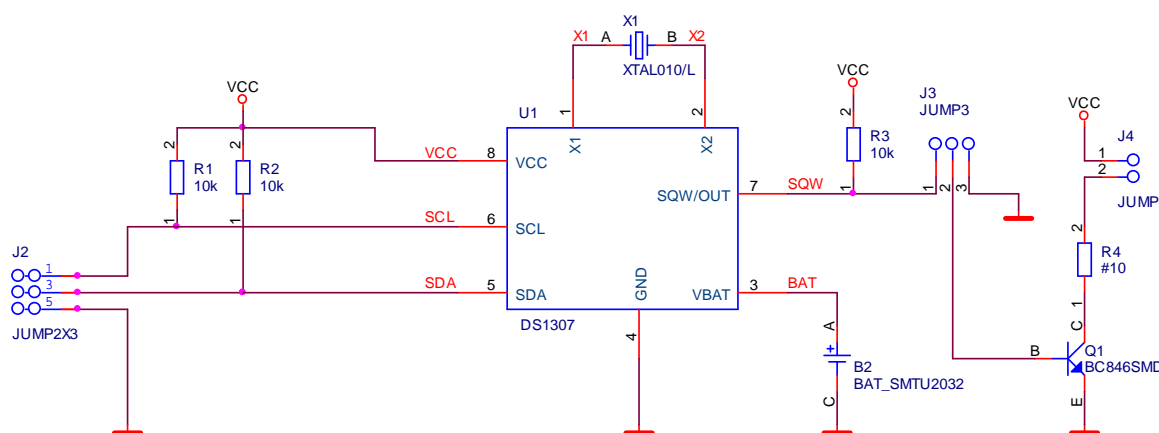 X1
X1 A B X2
XTAL010/L
VCC
VCC
J3
JUMP3
VCC
U1
1
2
X1
X2
2
R1
10k
1
2
R2
10k
1
VCC 8 VCC
SCL 6 SCL
SDA 5 SDA
SQW/OUT 7 SQW
VBAT 3 BAT
GND
4
DS1307
2
R3
10k
1
1
2
3
J4
1
2
JUMP
J2
1
3
5
JUMP2X3
2
R4
#10
1
A
+
B2
BAT_SMTU2032
C
B
C
Q1
BC846SMD
E